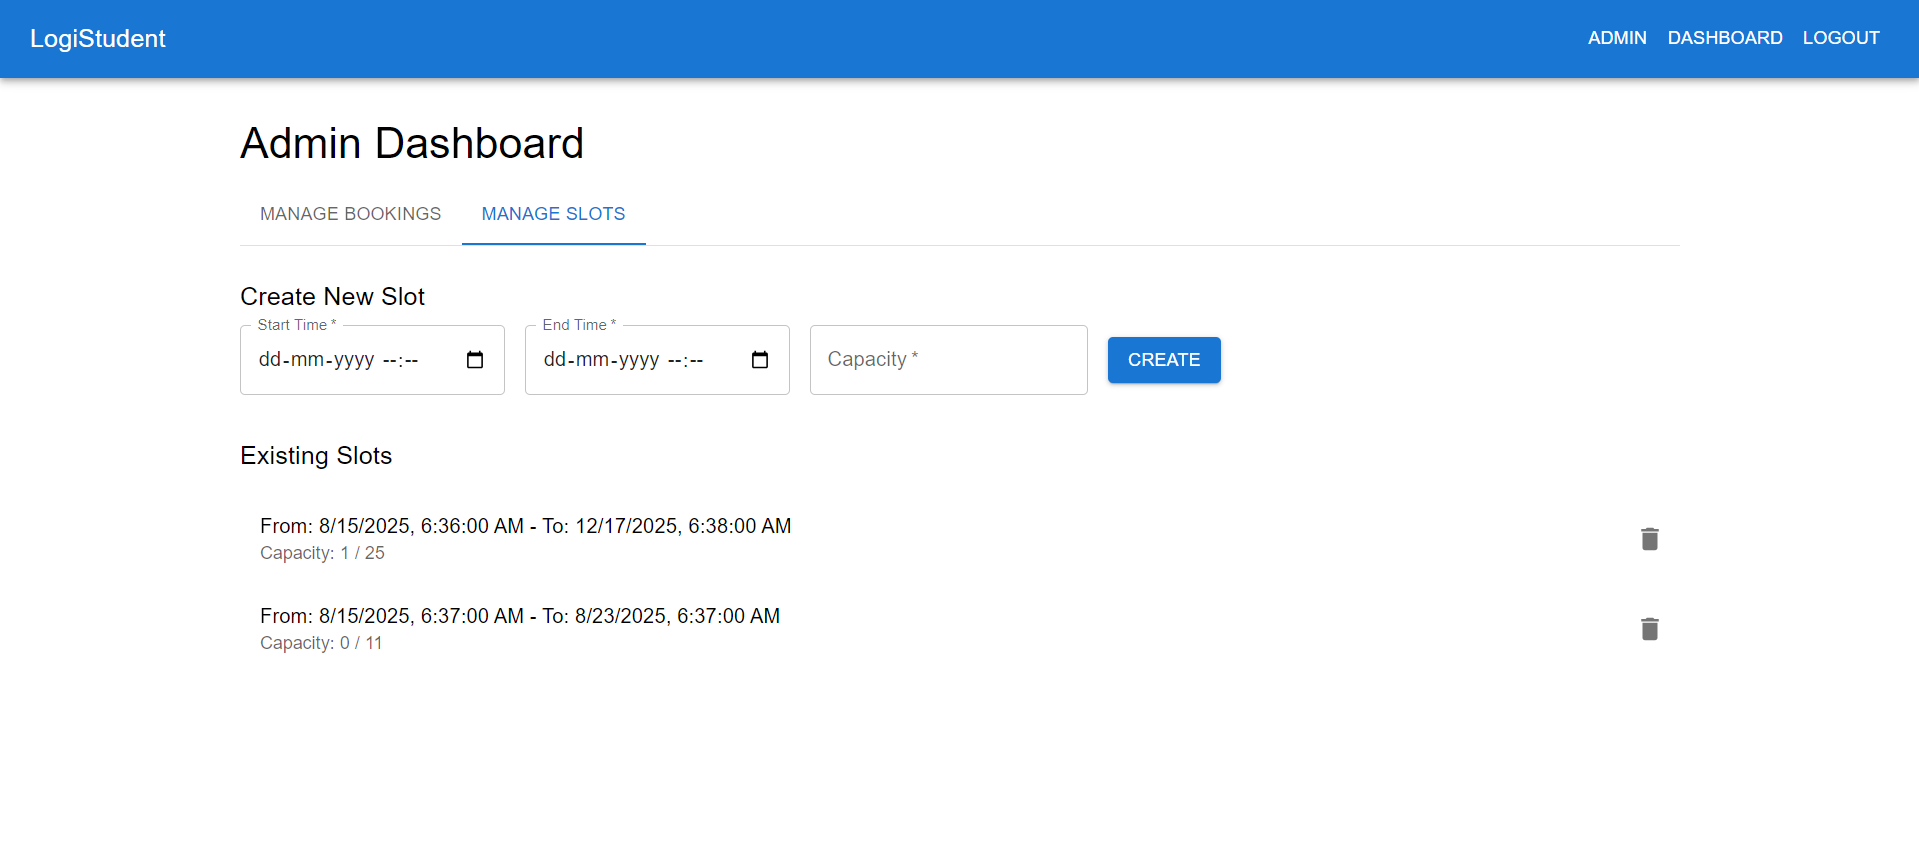 LogiStudent
ADMIN DASHBOARD LOGOUT
Admin Dashboard
MANAGE BOOKINGS MANAGE SLOTS
Create New Slot
Start Time * End Time *
dd-mm-yyyy --:-- dd-mm-yyyy --:-- Capacity * CREATE
Existing Slots
From: 8/15/2025, 6:36:00 AM - To: 12/17/2025, 6:38:00 AM
Capacity: 1 / 25
From: 8/15/2025, 6:37:00 AM - To: 8/23/2025, 6:37:00 AM
Capacity: 0 / 11